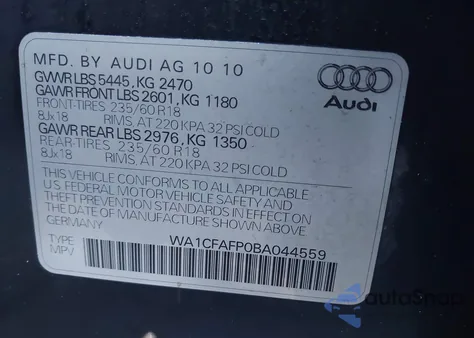 MFD. BY AUDI AG 10 10
GWWR LBS 5445, KG 2470
GAWR FRONT LBS 2601, KG 1180
FRONT-TIRES 235/60 R18
8Jx18 RIMS, AT 220 KPA 32 PSI COLD
GAWR REAR LBS 2976, KG 1350
REAR-TIRES 235/60 R18
8Jx18 RIMS, AT 220 KPA 32 PSI COLD
THIS VEHICLE CONFORMS TO ALL APPLICABLE
U.S. FEDERAL MOTOR VEHICLE SAFETY AND
THEFT PREVENTION STANDARDS IN EFFECT ON
THE DATE OF MANUFACTURE SHOWN ABOVE
GERMANY
TYPE WA1CFAFP0BA044559
MPV
Audi
autoSnap